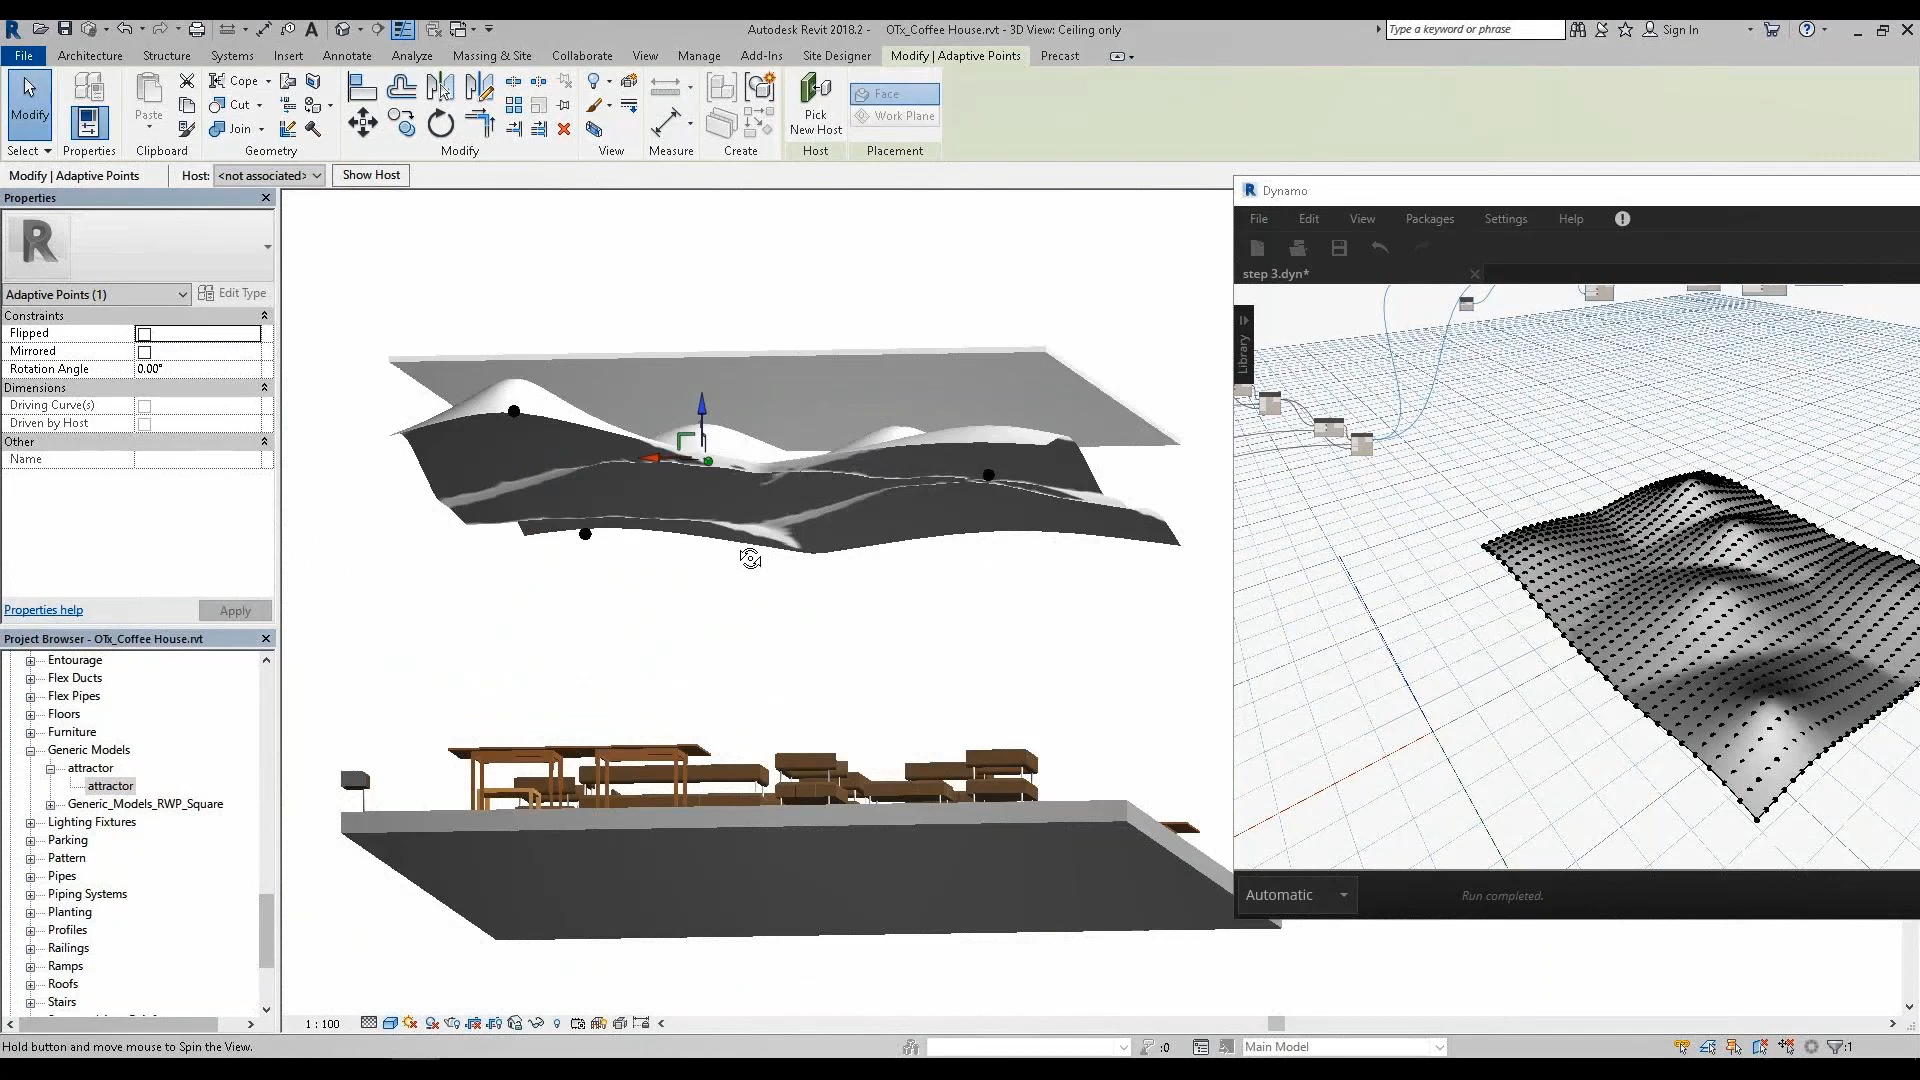 Autodesk Revit 2018.2 - OTx_Coffee House.rvt - 3D View: Ceiling only
Type a keyword or phrase
Sign In
File Architecture Structure Systems Insert Annotate Analyze Massing & Site Collaborate View Manage Add-Ins Site Designer Modify | Adaptive Points Precast
Modify
Paste
Cope
Cut
Join
Pick
New Host
Face
Work Plane
Select Properties Clipboard Geometry Modify View Measure Create Host Placement
Modify | Adaptive Points
Host: <not associated> Show Host
Properties
Adaptive Points (1)
Edit Type
Constraints
Flipped
Mirrored
Rotation Angle 0.00°
Dimensions
Driving Curve(s)
Driven by Host
Other
Name
Properties help
Apply
Project Browser - OTx_Coffee House.rvt
Entourage
Flex Ducts
Flex Pipes
Floors
Furniture
Generic Models
attractor
attractor
Generic_Models_RWP_Square
Lighting Fixtures
Parking
Pattern
Pipes
Piping Systems
Planting
Profiles
Railings
Ramps
Roofs
Stairs
Dynamo
File Edit View Packages Settings Help
step 3.dyn*
Library
Automatic
Run completed.
1 : 100
Hold button and move mouse to Spin the View.
:0
Main Model
:1